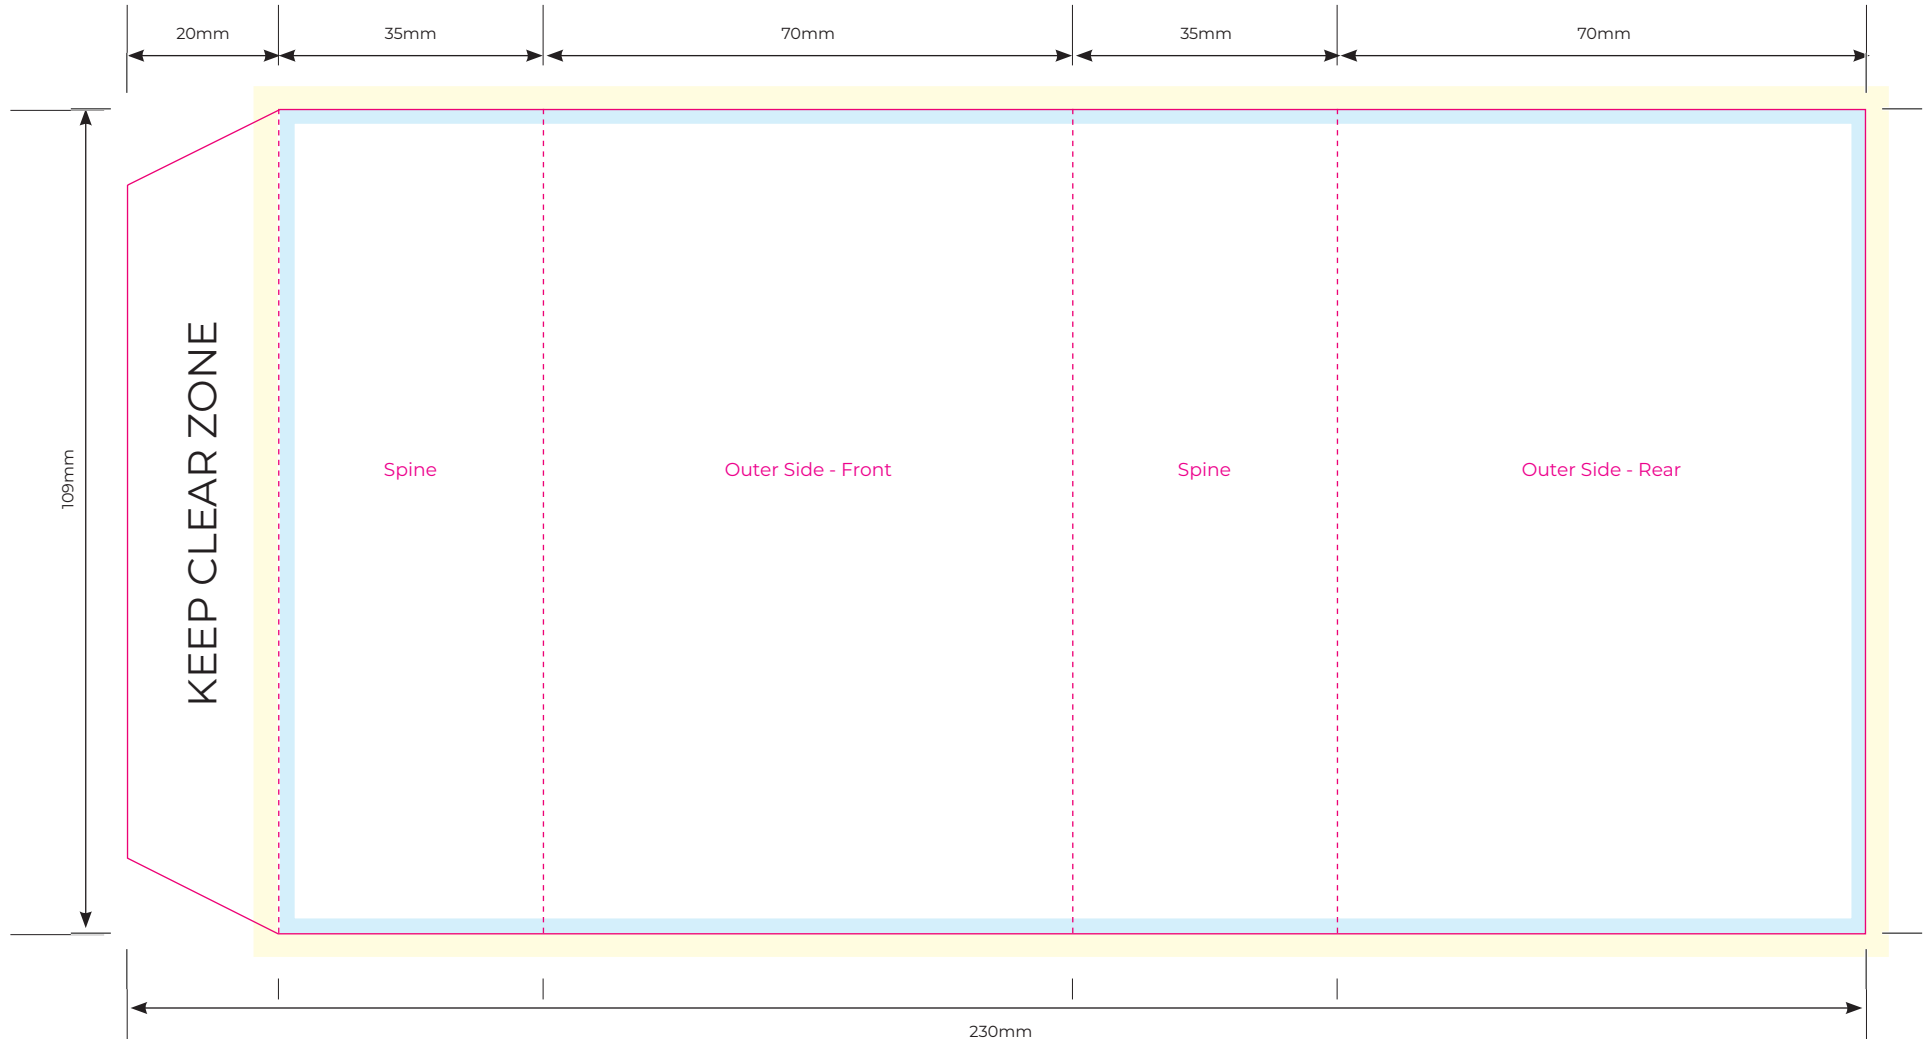 20mm
35mm
70mm
35mm
70mm
109mm
KEEP CLEAR ZONE
Spine
Outer Side - Front
Spine
Outer Side - Rear
230mm